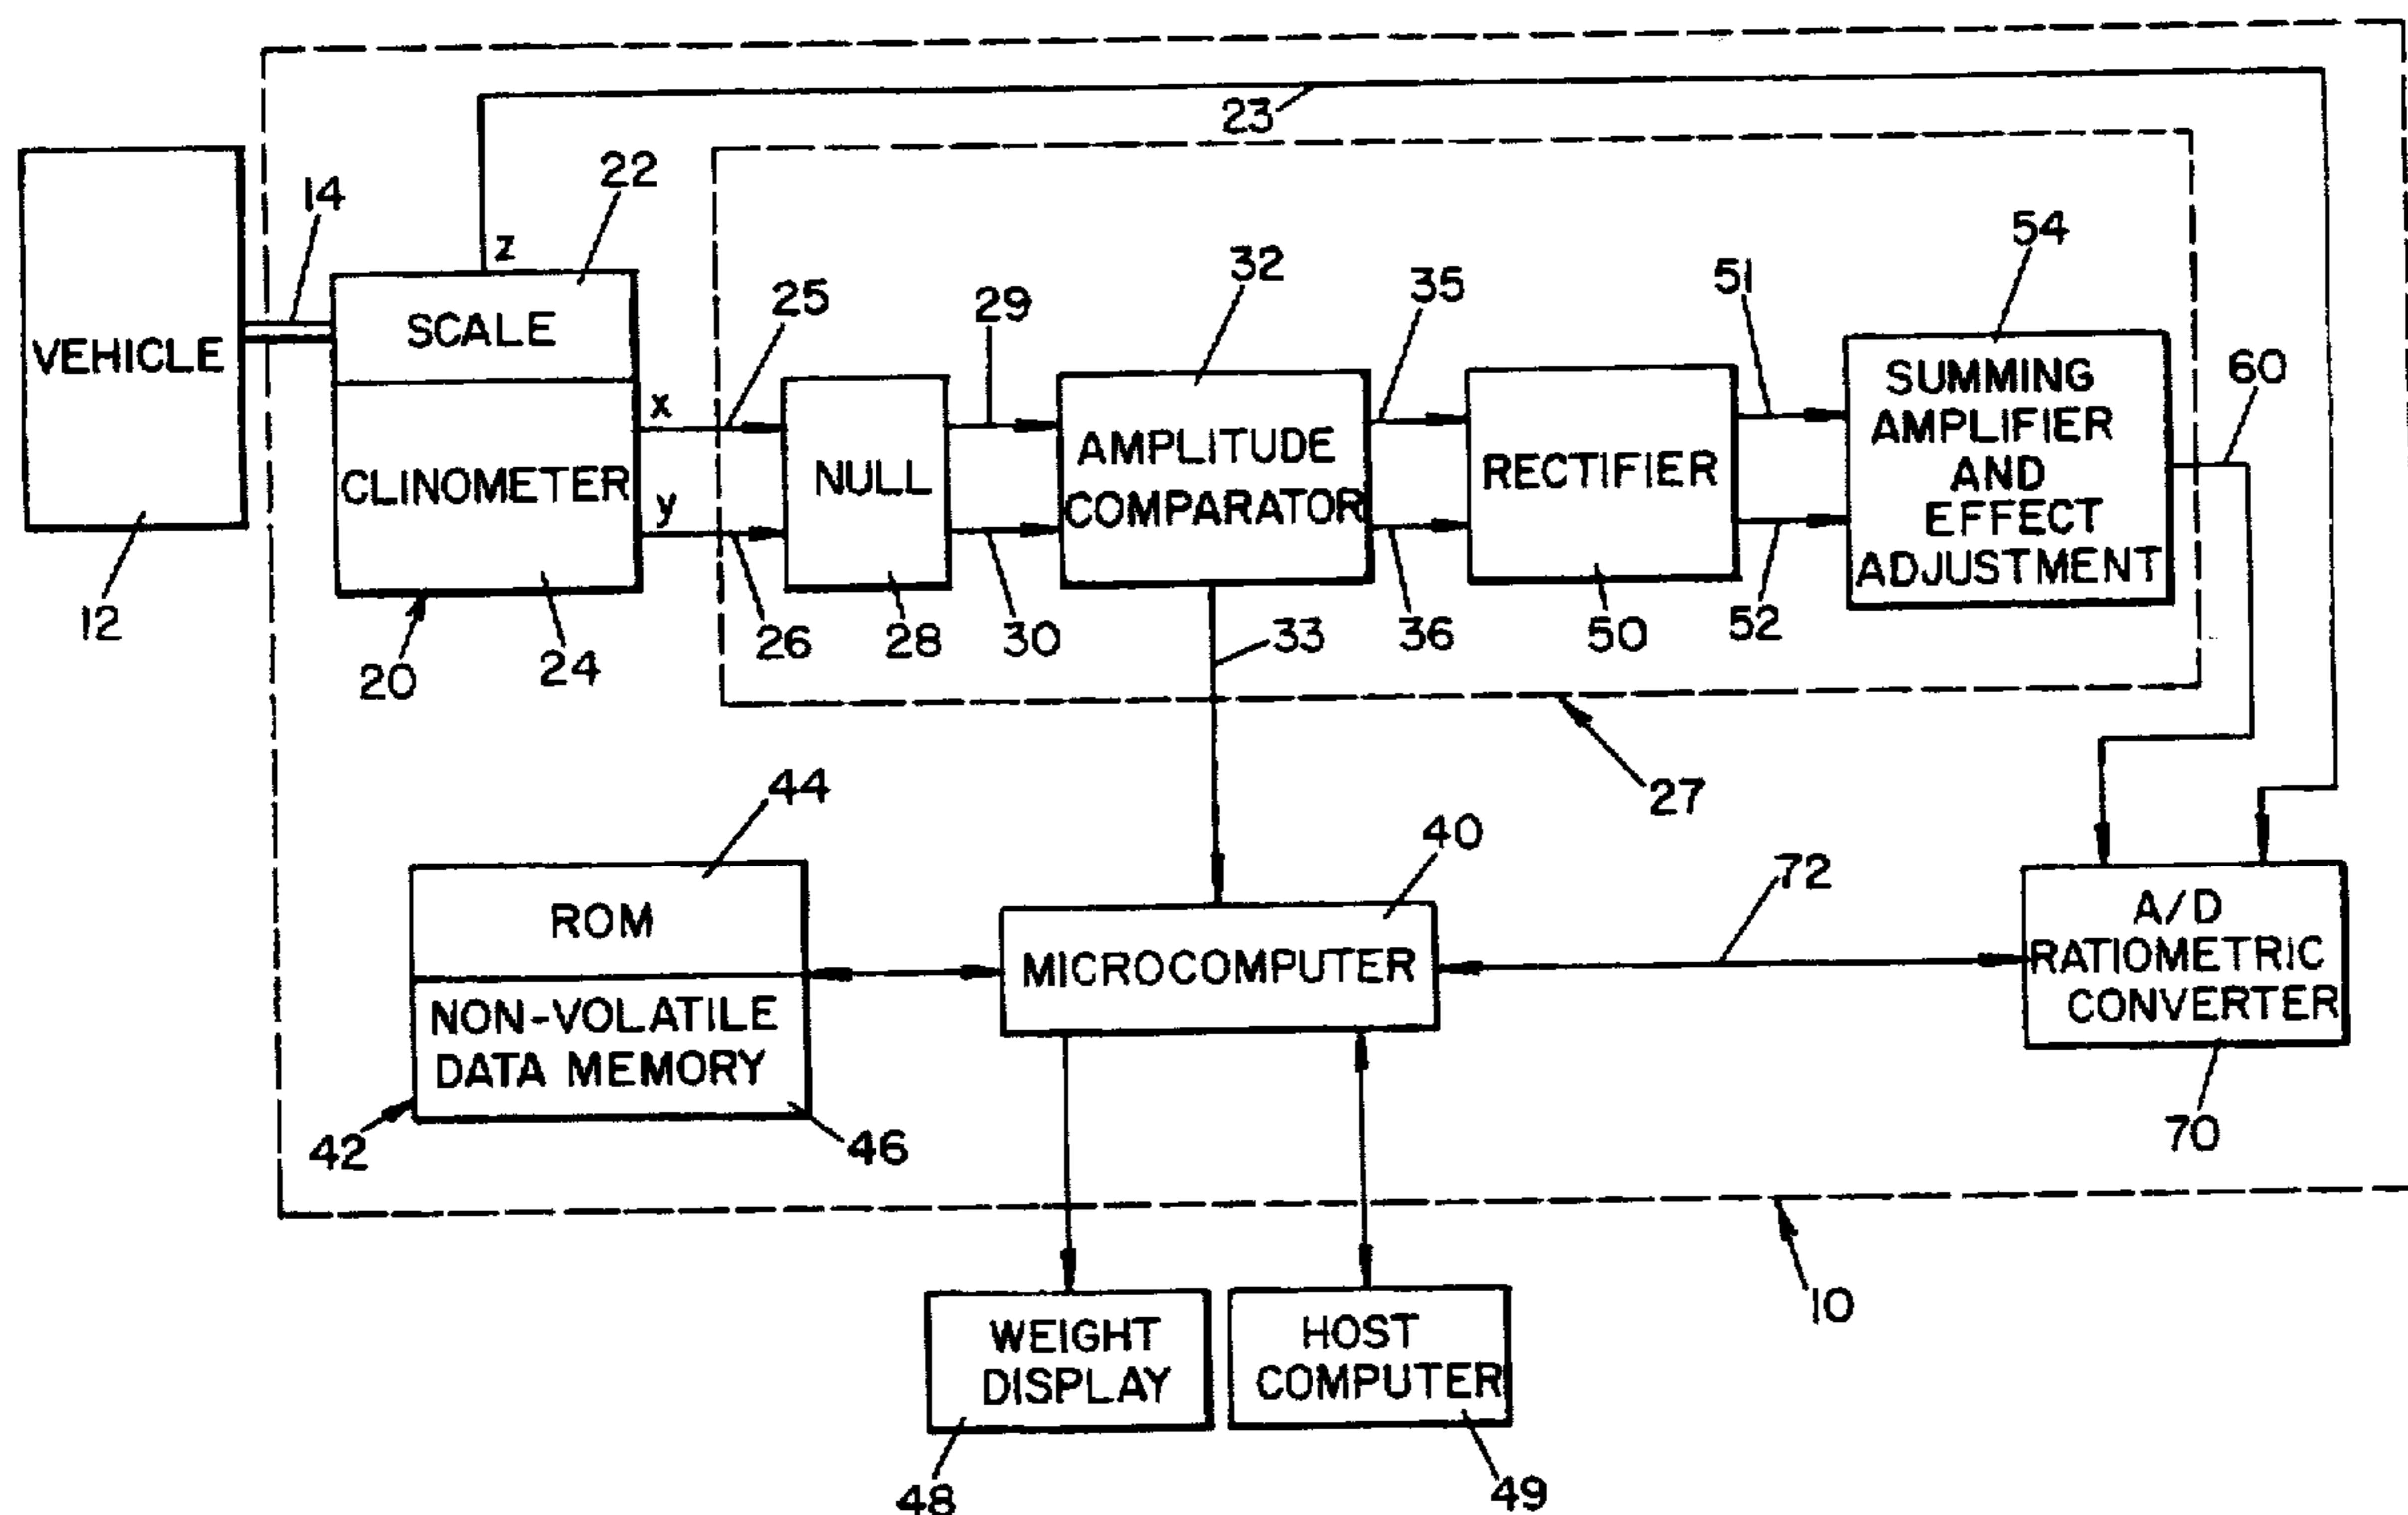 23
22
14
z
54
32
51
25
35
29
60
SCALE
VEHICLE
SUMMING
AMPLIFIER
AND
EFFECT
ADJUSTMENT
x
AMPLITUDE
COMPARATOR
RECTIFIER
NULL
CLINOMETER
y
12
20
24
26
28
30
33
36
50
52
27
44
40
72
ROM
A/D
RATIOMETRIC
CONVERTER
MICROCOMPUTER
NON-VOLATILE
DATA MEMORY
42
46
70
10
WEIGHT
DISPLAY
HOST
COMPUTER
48
49